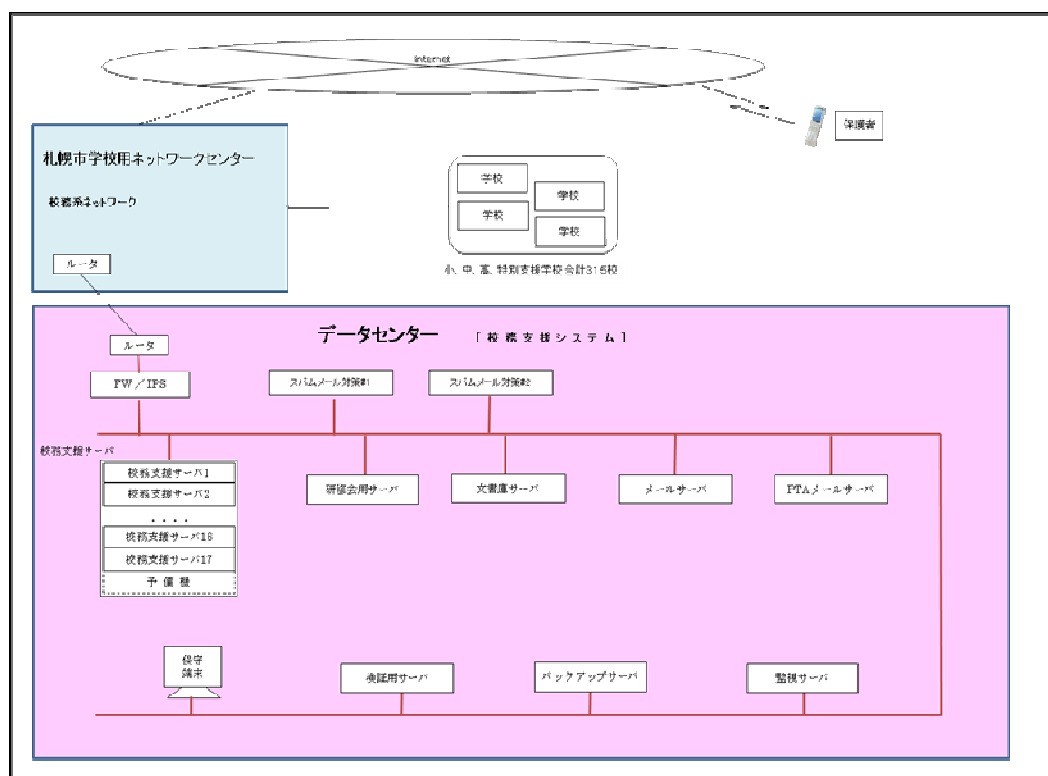 Internet
保護者
札幌市学校用ネットワークセンター
校務系ネットワーク
学校
学校
学校
学校
ルータ
小、中、高、特別支援学校合計315校
データセンター [校務支援システム]
ルータ
FW/IPS
スパムメール対策#1
スパムメール対策#2
校務支援サーバ
校務支援サーバ1
校務支援サーバ2
....
校務支援サーバ16
校務支援サーバ17
予備機
研修会用サーバ
文書庫サーバ
メールサーバ
PTAメールサーバ
保守
端末
検証用サーバ
バックアップサーバ
監視サーバ